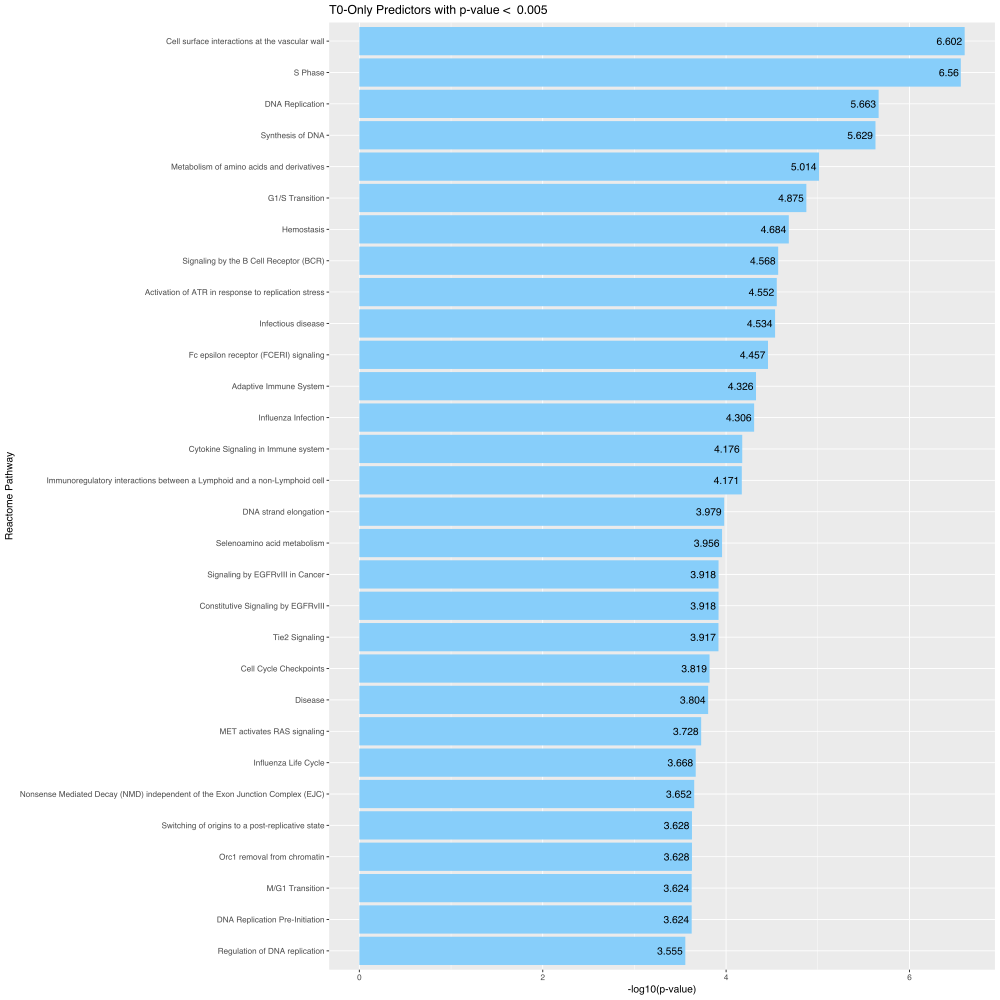 T0-Only Predictors with p-value <  0.005
Reactome Pathway
Cell surface interactions at the vascular wall 6.602
S Phase 6.56
DNA Replication 5.663
Synthesis of DNA 5.629
Metabolism of amino acids and derivatives 5.014
G1/S Transition 4.875
Hemostasis 4.684
Signaling by the B Cell Receptor (BCR) 4.568
Activation of ATR in response to replication stress 4.552
Infectious disease 4.534
Fc epsilon receptor (FCERI) signaling 4.457
Adaptive Immune System 4.326
Influenza Infection 4.306
Cytokine Signaling in Immune system 4.176
Immunoregulatory interactions between a Lymphoid and a non-Lymphoid cell 4.171
DNA strand elongation 3.979
Selenoamino acid metabolism 3.956
Signaling by EGFRvIII in Cancer 3.918
Constitutive Signaling by EGFRvIII 3.918
Tie2 Signaling 3.917
Cell Cycle Checkpoints 3.819
Disease 3.804
MET activates RAS signaling 3.728
Influenza Life Cycle 3.668
Nonsense Mediated Decay (NMD) independent of the Exon Junction Complex (EJC) 3.652
Switching of origins to a post-replicative state 3.628
Orc1 removal from chromatin 3.628
M/G1 Transition 3.624
DNA Replication Pre-Initiation 3.624
Regulation of DNA replication 3.555
0 2 4 6
-log10(p-value)